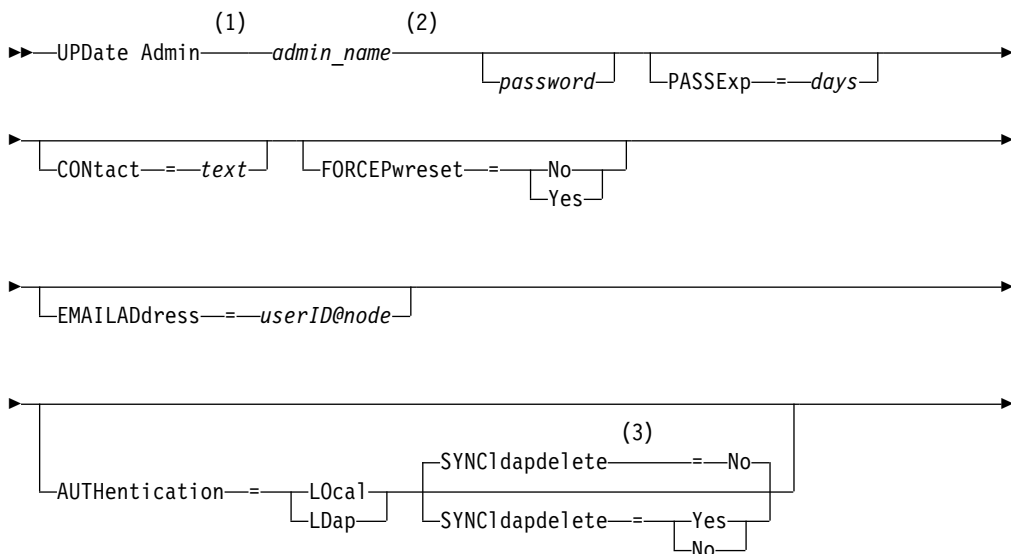 (1) (2)
UPDate Admin admin_name
password PASSExp = days
CONtact = text FORCEPwreset = No
Yes
EMAILADdress = userID@node
(3)
SYNCldapdelete = No
AUTHentication = LOcal
LDap SYNCldapdelete = Yes
No